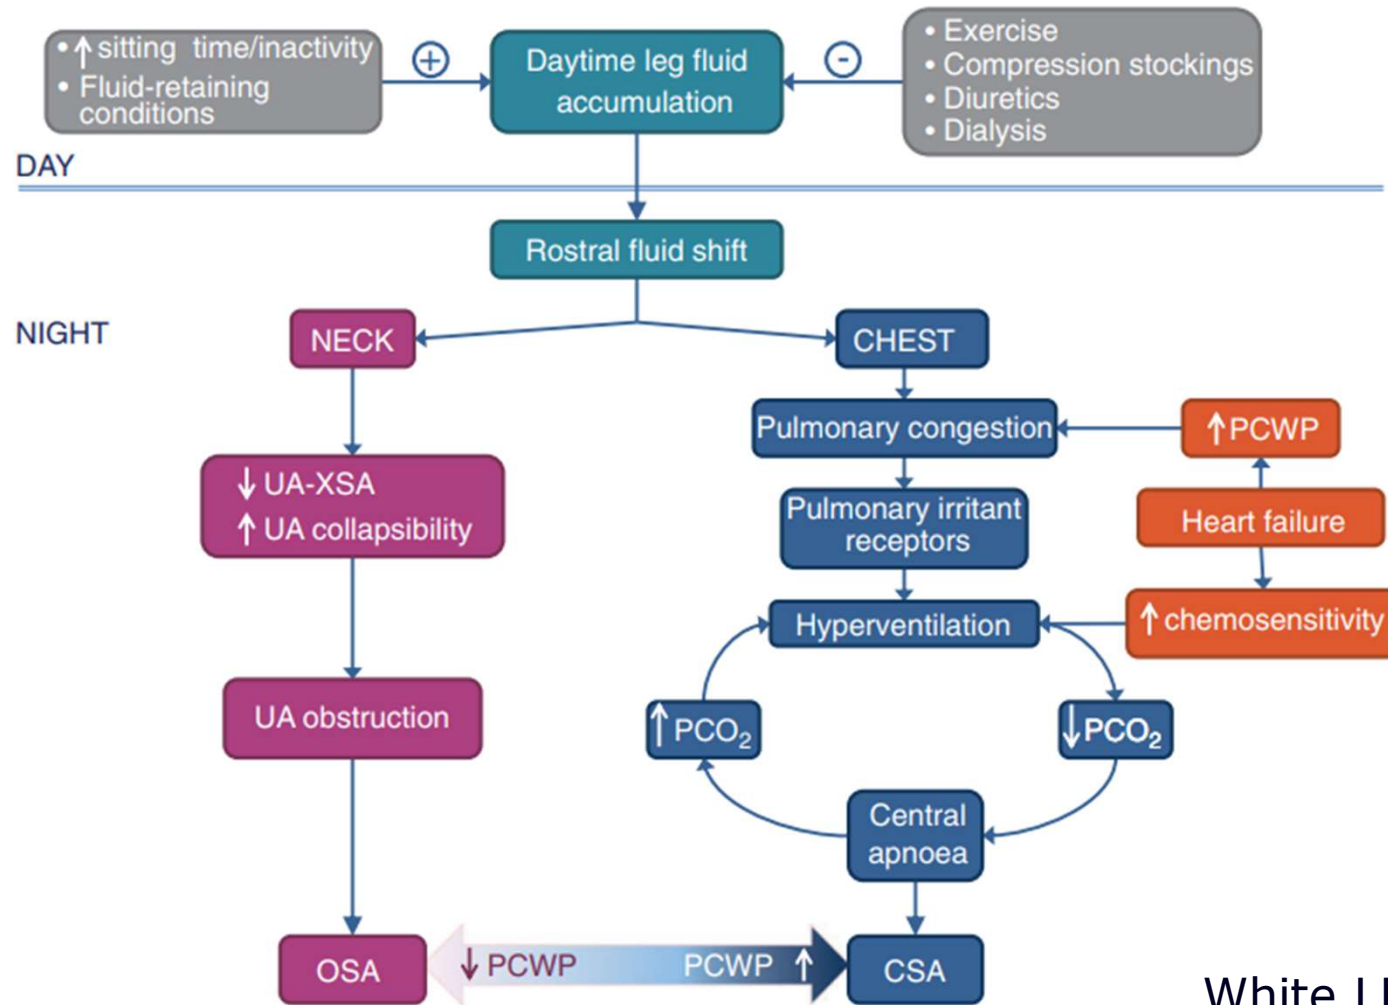 • ↑ sitting time/inactivity
• Fluid-retaining
conditions
+
Daytime leg fluid
accumulation
-
• Exercise
• Compression stockings
• Diuretics
• Dialysis
DAY
Rostral fluid shift
NIGHT
NECK
CHEST
Pulmonary congestion
↑PCWP
↓ UA-XSA
↑ UA collapsibility
Pulmonary irritant
receptors
Heart failure
Hyperventilation
↑ chemosensitivity
UA obstruction
↑ PCO₂
↓PCO₂
Central
apnoea
OSA
↓ PCWP
PCWP ↑
CSA
White